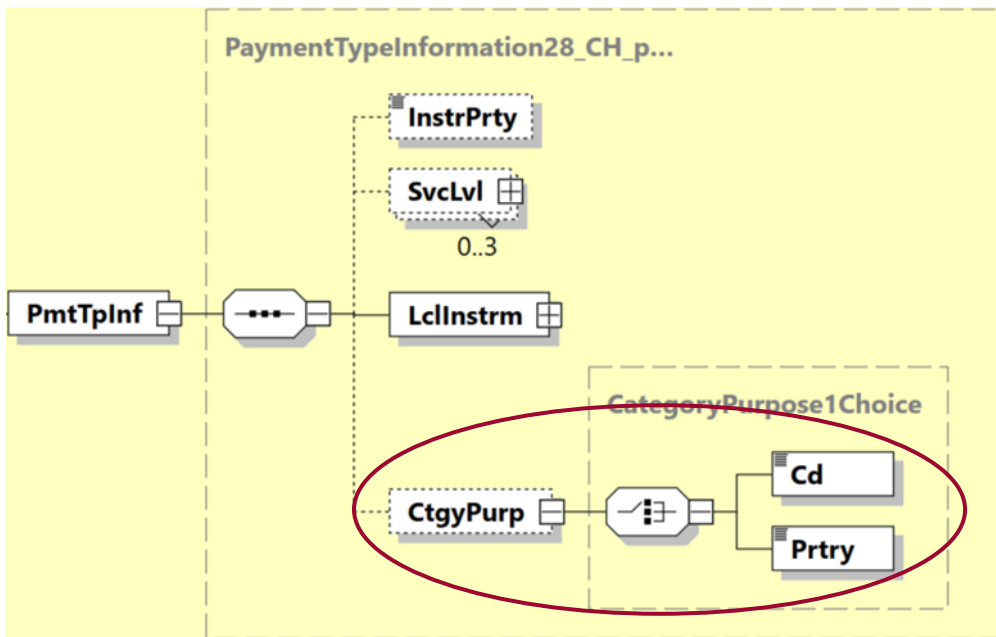 PaymentTypeInformation28_CH_p...
InstrPrty
SvcLvl
0..3
PmtTpInf
LclInstrm
CategoryPurpose1Choice
Cd
CtgyPurp
Prtry